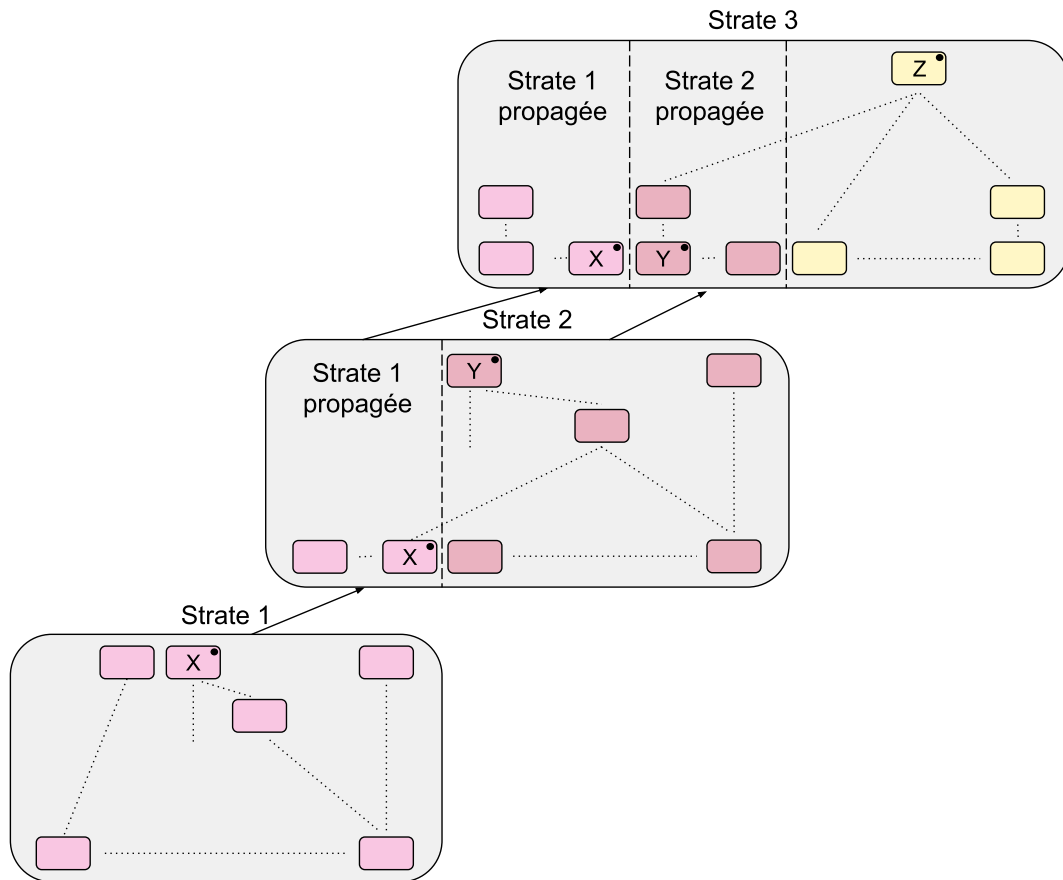 Strate 3
Strate 1
propagée
Strate 2
propagée
Z
X
Y
Strate 2
Strate 1
propagée
Y
X
Strate 1
X